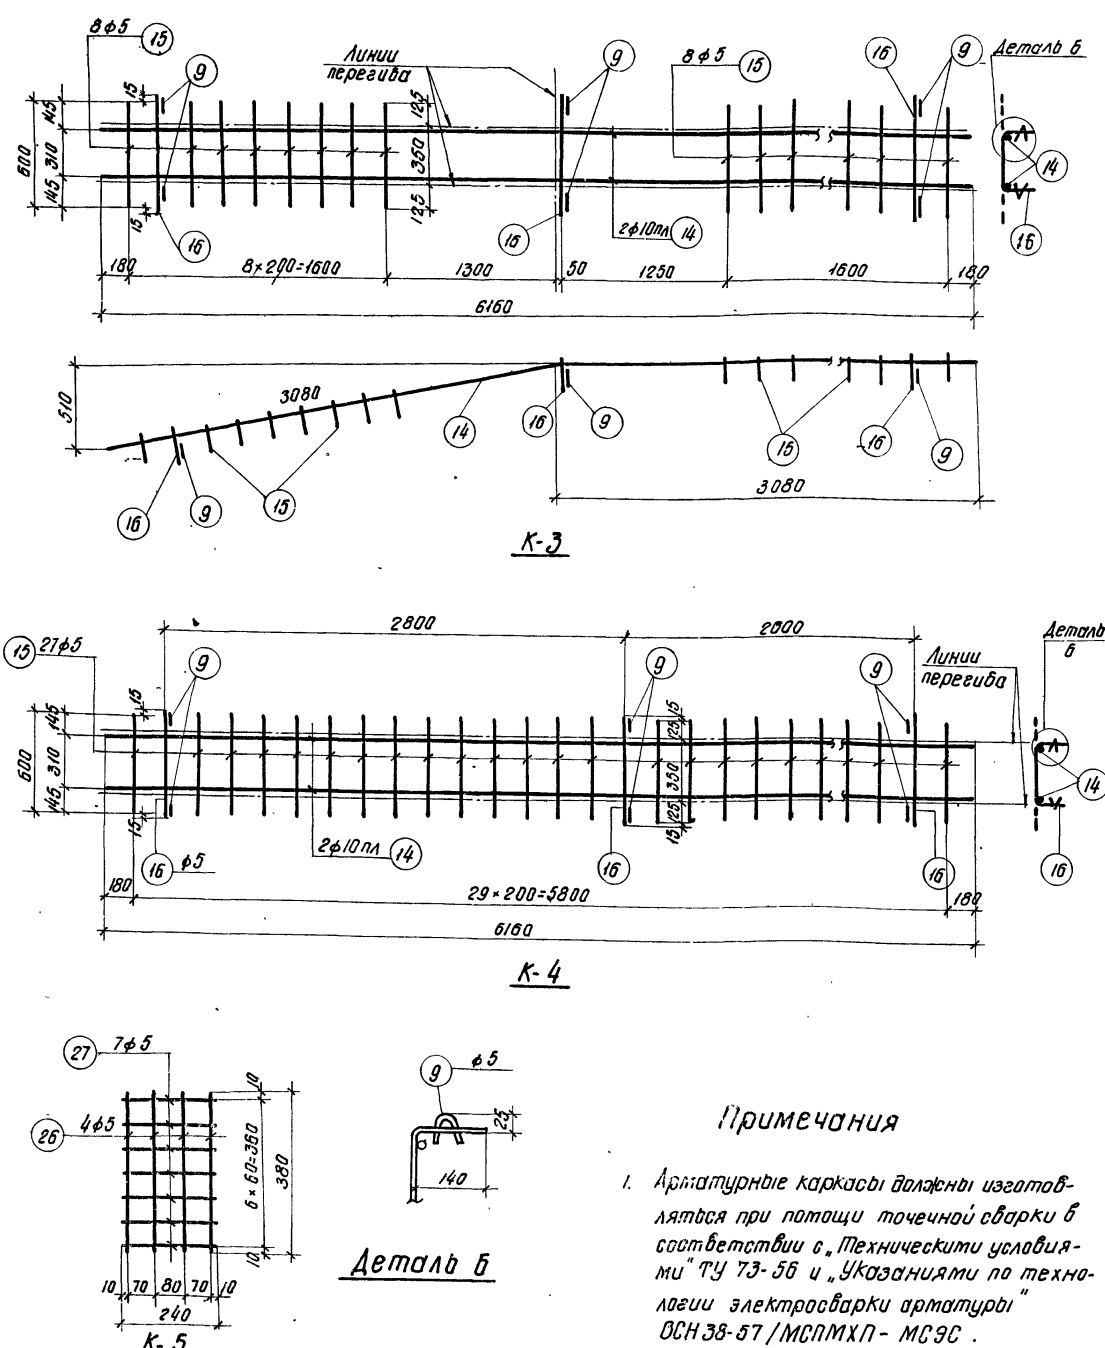 8ф5 15
9
Линии
перегиба
9
8ф5 15
16
9
Деталь Б
15
145
600
310
145
15
125
350
125
16
16
2ф10пл 14
14
16
180
8×200=1600
1300
50
1250
1600
180
6160
510
3080
14
16
9
15
16
9
16
9
15
3080
К-3
2800
2000
15 27ф5
9
9
9
Линии
перегиба
Деталь
Б
15
145
600
310
145
15
15
125
350
125
15
14
16 ф5
2ф10пл 14
16
16
16
180
29×200=5800
180
6160
К-4
27 7ф5
26 4ф5
10
6×60=360
380
10
10 70 80 70 10
240
К-5
9 ф5
25
140
Деталь Б
Примечания
1. Арматурные каркасы должны изготов-
ляться при помощи точечной сварки в
соответствии с „Техническими условия-
ми" ТУ 73-56 и „Указаниями по техно-
логии электросварки арматуры"
ВСН 38-57/МСПМХП- МСЭС.